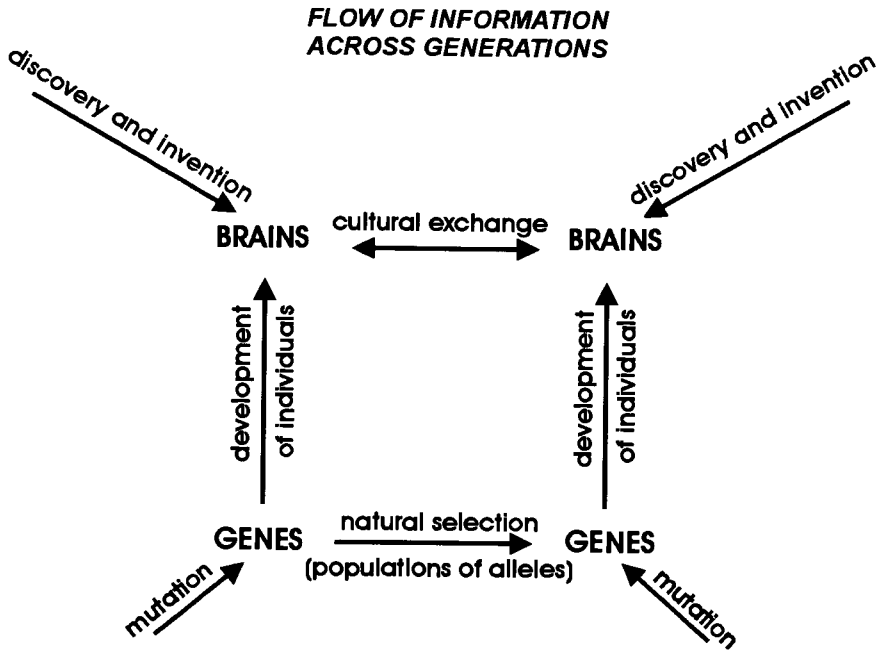 FLOW OF INFORMATION
ACROSS GENERATIONS
discovery and invention
discovery and invention
BRAINS
cultural exchange
BRAINS
development
of individuals
development
of individuals
GENES
natural selection
(populations of alleles)
GENES
mutation
mutation